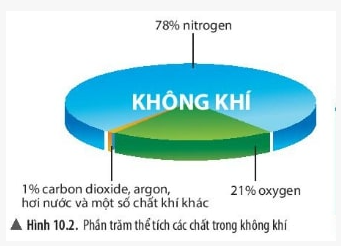 78% nitrogen
KHÔNG KHÍ
1% carbon dioxide, argon,
hơi nước và một số chất khí khác
21% oxygen
▲ Hình 10.2. Phần trăm thể tích các chất trong không khí